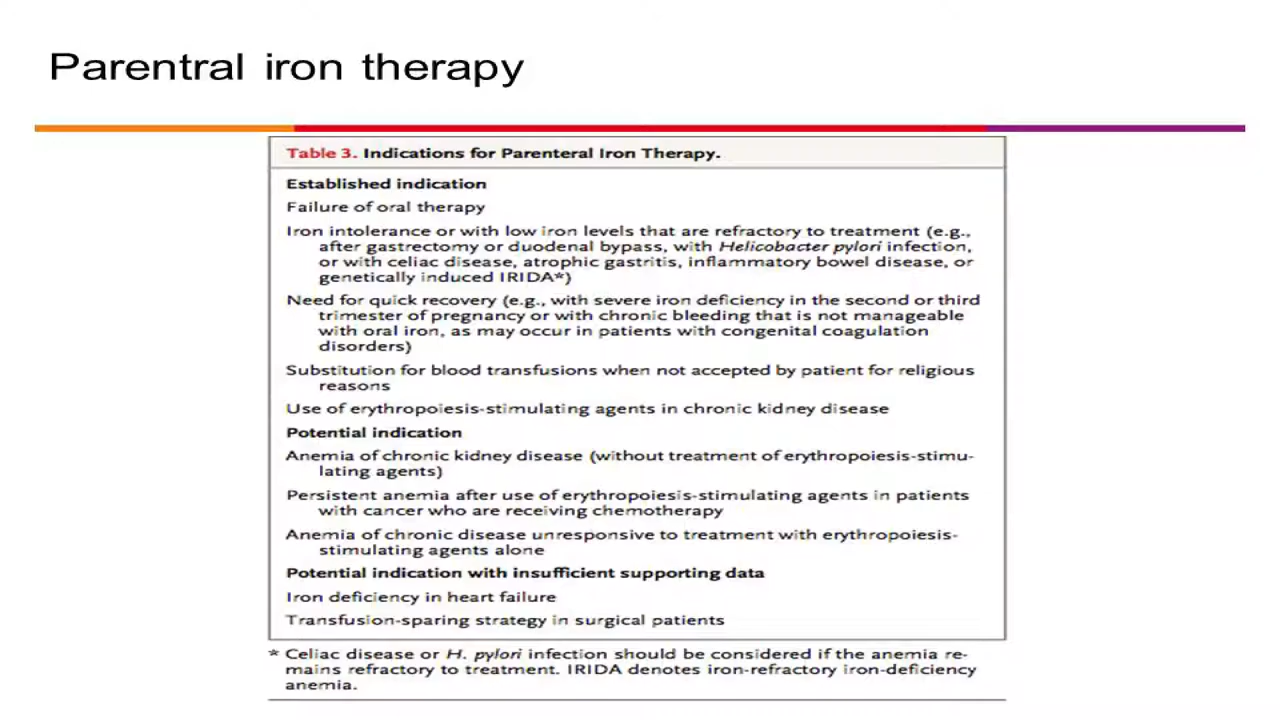 Parentral iron therapy
Table 3. Indications for Parenteral Iron Therapy.
Established indication
Failure of oral therapy
Iron intolerance or with low iron levels that are refractory to treatment (e.g.,
after gastrectomy or duodenal bypass, with Helicobacter pylori infection,
or with celiac disease, atrophic gastritis, inflammatory bowel disease, or
genetically induced IRIDA*)
Need for quick recovery (e.g., with severe iron deficiency in the second or third
trimester of pregnancy or with chronic bleeding that is not manageable
with oral iron, as may occur in patients with congenital coagulation
disorders)
Substitution for blood transfusions when not accepted by patient for religious
reasons
Use of erythropoiesis-stimulating agents in chronic kidney disease
Potential indication
Anemia of chronic kidney disease (without treatment of erythropoiesis-stimu-
lating agents)
Persistent anemia after use of erythropoiesis-stimulating agents in patients
with cancer who are receiving chemotherapy
Anemia of chronic disease unresponsive to treatment with erythropoiesis-
stimulating agents alone
Potential indication with insufficient supporting data
Iron deficiency in heart failure
Transfusion-sparing strategy in surgical patients
* Celiac disease or H. pylori infection should be considered if the anemia re-
mains refractory to treatment. IRIDA denotes iron-refractory iron-deficiency
anemia.